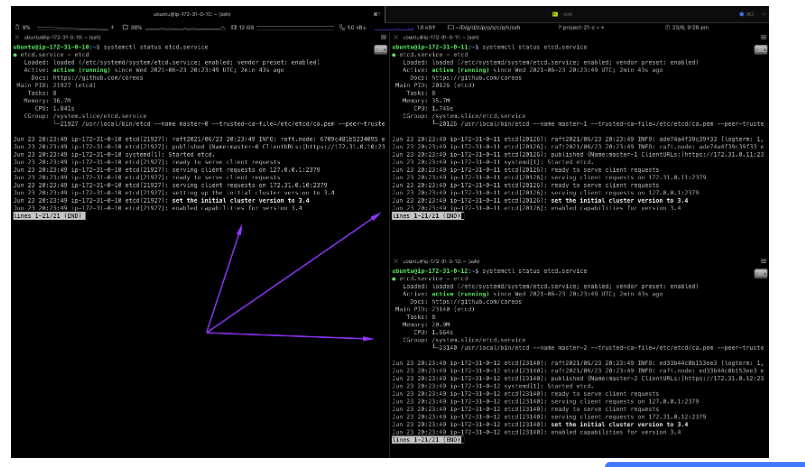 ubuntu@ip-172-31-0-10: ~ (ssh)
-ssh
ubuntu@ip-172-31-0-10: ~ (ssh)
ubuntu@ip-172-31-0-10:~$ systemctl status etcd.service
● etcd.service - etcd
Loaded: loaded (/etc/systemd/system/etcd.service; enabled; vendor preset: enabled)
Active: active (running) since Wed 2021-06-23 20:23:49 UTC; 2min 43s ago
Docs: https://github.com/coreos
Main PID: 21927 (etcd)
Tasks: 8
Memory: 36.7M
CPU: 1.841s
CGroup: /system.slice/etcd.service
└─21927 /usr/local/bin/etcd --name master-0 --trusted-ca-file=/etc/etcd/ca.pem --peer-truste
Jun 23 20:23:49 ip-172-31-0-10 etcd[21927]: raft2021/06/23 20:23:49 INFO: raft.node:
Jun 23 20:23:49 ip-172-31-0-10 etcd[21927]: published {Name:master-0 ClientURLs:[https://172.31.0.10:23
Jun 23 20:23:49 ip-172-31-0-10 systemd[1]: Started etcd.
Jun 23 20:23:49 ip-172-31-0-10 etcd[21927]: ready to serve client requests
Jun 23 20:23:49 ip-172-31-0-10 etcd[21927]: serving client requests on 127.0.0.1:2379
Jun 23 20:23:49 ip-172-31-0-10 etcd[21927]: ready to serve client requests
Jun 23 20:23:49 ip-172-31-0-10 etcd[21927]: serving client requests on 172.31.0.10:2379
Jun 23 20:23:49 ip-172-31-0-10 etcd[21927]: setting up the initial cluster version to 3.4
Jun 23 20:23:49 ip-172-31-0-10 etcd[21927]: set the initial cluster version to 3.4
Jun 23 20:23:49 ip-172-31-0-10 etcd[21927]: enabled capabilities for version 3.4
lines 1-21/21 (END)
ubuntu@ip-172-31-0-11: ~ (ssh)
ubuntu@ip-172-31-0-11:~$ systemctl status etcd.service
● etcd.service - etcd
Loaded: loaded (/etc/systemd/system/etcd.service; enabled; vendor preset: enabled)
Active: active (running) since Wed 2021-06-23 20:23:49 UTC; 2min 43s ago
Docs: https://github.com/coreos
Main PID: 20126 (etcd)
Tasks: 8
Memory: 35.7M
CPU: 1.746s
CGroup: /system.slice/etcd.service
└─20126 /usr/local/bin/etcd --name master-1 --trusted-ca-file=/etc/etcd/ca.pem --peer-truste
Jun 23 20:23:49 ip-172-31-0-11 etcd[20126]: raft2021/06/23 20:23:49 INFO: ade74a4f39c39f33 [logterm: 1,
Jun 23 20:23:49 ip-172-31-0-11 etcd[20126]: raft2021/06/23 20:23:49 INFO: raft.node: ade74a4f39c39f33 e
Jun 23 20:23:49 ip-172-31-0-11 etcd[20126]: published {Name:master-1 ClientURLs:[https://172.31.0.11:23
Jun 23 20:23:49 ip-172-31-0-11 systemd[1]: Started etcd.
Jun 23 20:23:49 ip-172-31-0-11 etcd[20126]: ready to serve client requests
Jun 23 20:23:49 ip-172-31-0-11 etcd[20126]: serving client requests on 172.31.0.11:2379
Jun 23 20:23:49 ip-172-31-0-11 etcd[20126]: ready to serve client requests
Jun 23 20:23:49 ip-172-31-0-11 etcd[20126]: serving client requests on 127.0.0.1:2379
Jun 23 20:23:49 ip-172-31-0-11 etcd[20126]: set the initial cluster version to 3.4
Jun 23 20:23:49 ip-172-31-0-11 etcd[20126]: enabled capabilities for version 3.4
lines 1-21/21 (END)
ubuntu@ip-172-31-0-12: ~ (ssh)
ubuntu@ip-172-31-0-12:~$ systemctl status etcd.service
● etcd.service - etcd
Loaded: loaded (/etc/systemd/system/etcd.service; enabled; vendor preset: enabled)
Active: active (running) since Wed 2021-06-23 20:23:49 UTC; 2min 43s ago
Docs: https://github.com/coreos
Main PID: 23140 (etcd)
Tasks: 8
Memory: 20.9M
CPU: 1.664s
CGroup: /system.slice/etcd.service
└─23140 /usr/local/bin/etcd --name master-2 --trusted-ca-file=/etc/etcd/ca.pem --peer-truste
Jun 23 20:23:49 ip-172-31-0-12 etcd[23140]: raft2021/06/23 20:23:49 INFO: ed33b44c0b153ee3 [logterm: 1,
Jun 23 20:23:49 ip-172-31-0-12 etcd[23140]: raft2021/06/23 20:23:49 INFO: raft.node: ed33b44c0b153ee3 e
Jun 23 20:23:49 ip-172-31-0-12 etcd[23140]: published {Name:master-2 ClientURLs:[https://172.31.0.12:23
Jun 23 20:23:49 ip-172-31-0-12 systemd[1]: Started etcd.
Jun 23 20:23:49 ip-172-31-0-12 etcd[23140]: ready to serve client requests
Jun 23 20:23:49 ip-172-31-0-12 etcd[23140]: serving client requests on 127.0.0.1:2379
Jun 23 20:23:49 ip-172-31-0-12 etcd[23140]: ready to serve client requests
Jun 23 20:23:49 ip-172-31-0-12 etcd[23140]: serving client requests on 172.31.0.12:2379
Jun 23 20:23:49 ip-172-31-0-12 etcd[23140]: set the initial cluster version to 3.4
Jun 23 20:23:49 ip-172-31-0-12 etcd[23140]: enabled capabilities for version 3.4
lines 1-21/21 (END)